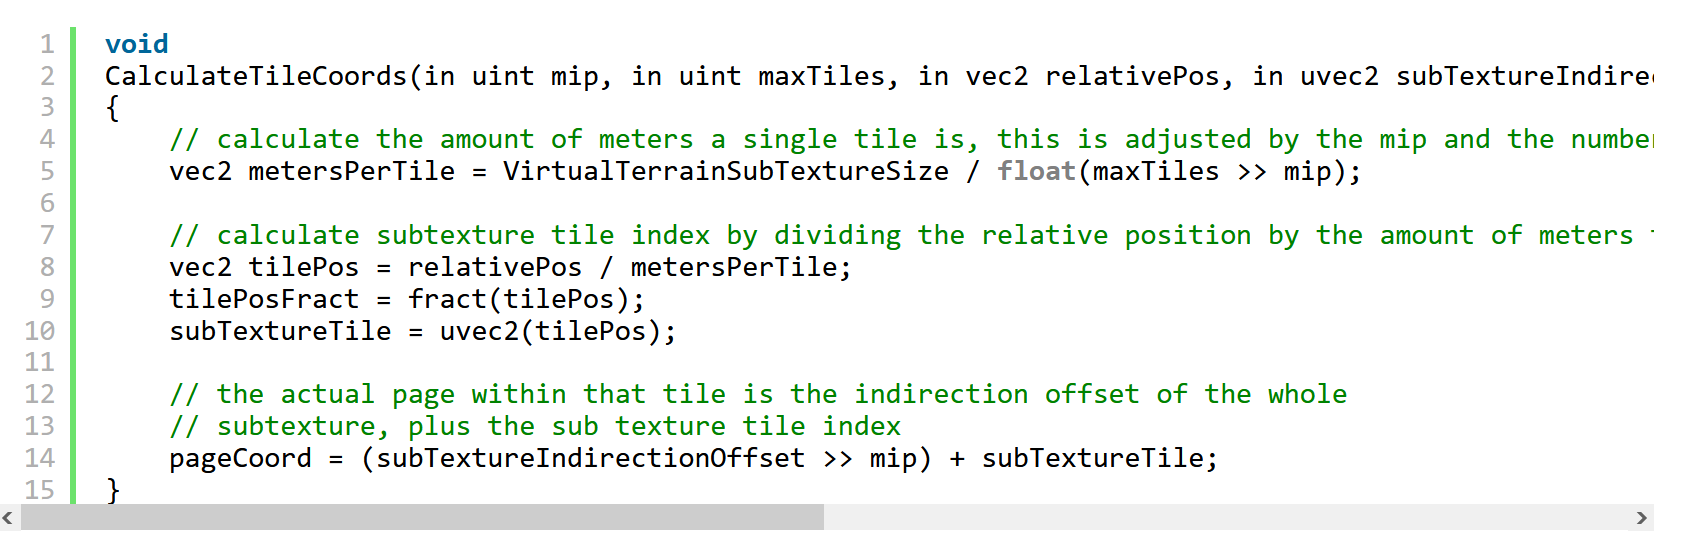 1 void
2 CalculateTileCoords(in uint mip, in uint maxTiles, in vec2 relativePos, in uvec2
3 {
4 // calculate the amount of meters a single tile is, this is adjusted by the mip and the
5 vec2 metersPerTile = VirtualTerrainSubTextureSize / float(maxTiles >> mip);
6
7 // calculate subtexture tile index by dividing the relative position by the amount of meters
8 vec2 tilePos = relativePos / metersPerTile;
9 tilePosFract = fract(tilePos);
10 subTextureTile = uvec2(tilePos);
11
12 // the actual page within that tile is the indirection offset of the whole
13 // subtexture, plus the sub texture tile index
14 pageCoord = (subTextureIndirectionOffset >> mip) + subTextureTile;
15 }